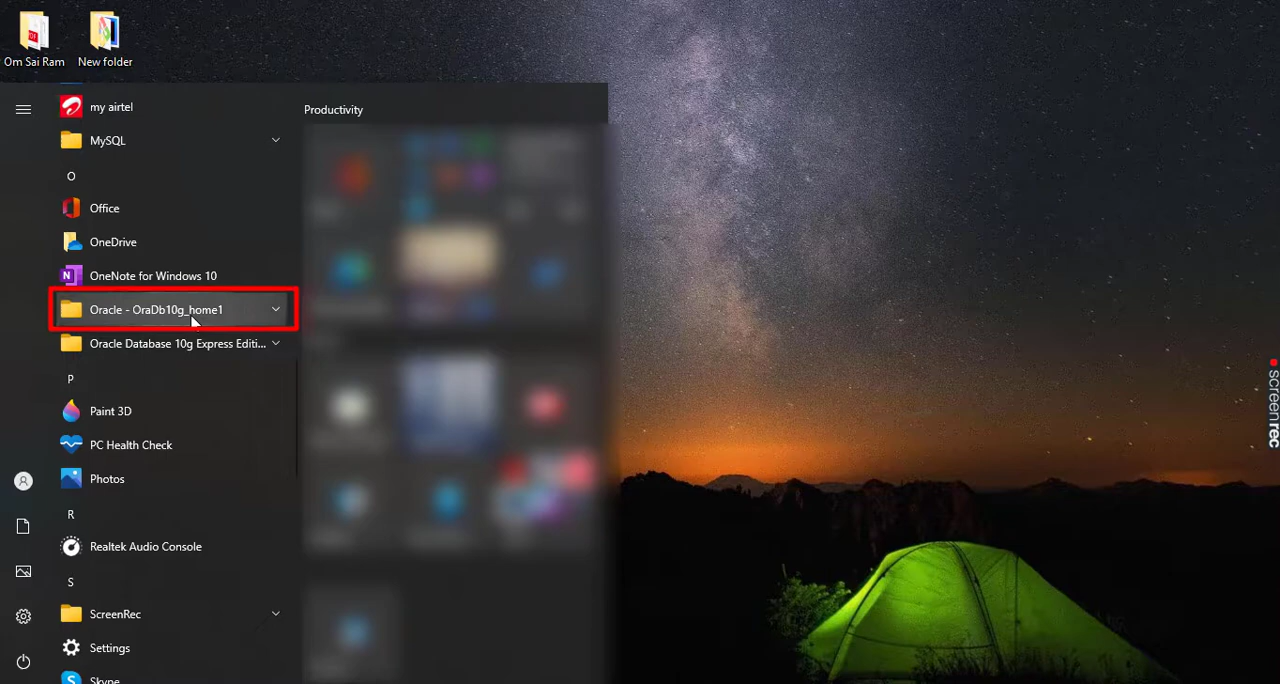 Om Sai Ram
New folder
my airtel
MySQL
O
Office
OneDrive
OneNote for Windows 10
Oracle - OraDb10g_home1
Oracle Database 10g Express Editi...
P
Paint 3D
PC Health Check
Photos
R
Realtek Audio Console
S
ScreenRec
Settings
Skype
Productivity
screenrec